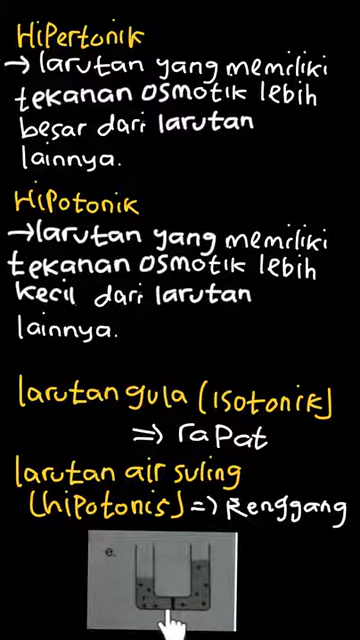 Hipertonik
→ larutan yang memiliki
tekanan osmotik lebih
besar dari larutan
lainnya.
Hipotonik
→ larutan yang memiliki
tekanan osmotik lebih
kecil dari larutan
lainnya.
larutan gula (isotonik)
=> rapat
larutan air suling
(hipotonis) => Renggang
e.